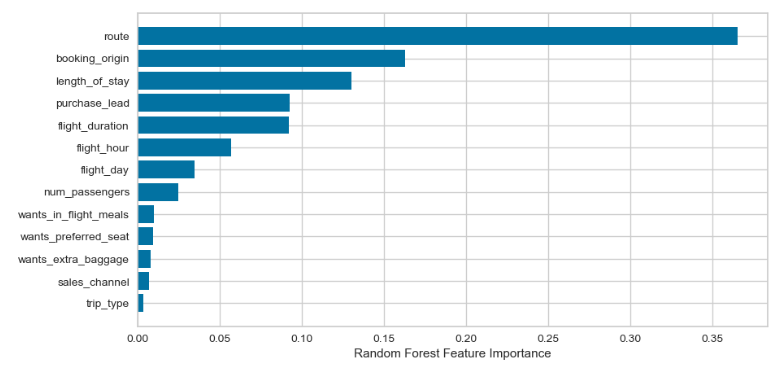 route
booking_origin
length_of_stay
purchase_lead
flight_duration
flight_hour
flight_day
num_passengers
wants_in_flight_meals
wants_preferred_seat
wants_extra_baggage
sales_channel
trip_type
0.00 0.05 0.10 0.15 0.20 0.25 0.30 0.35
Random Forest Feature Importance